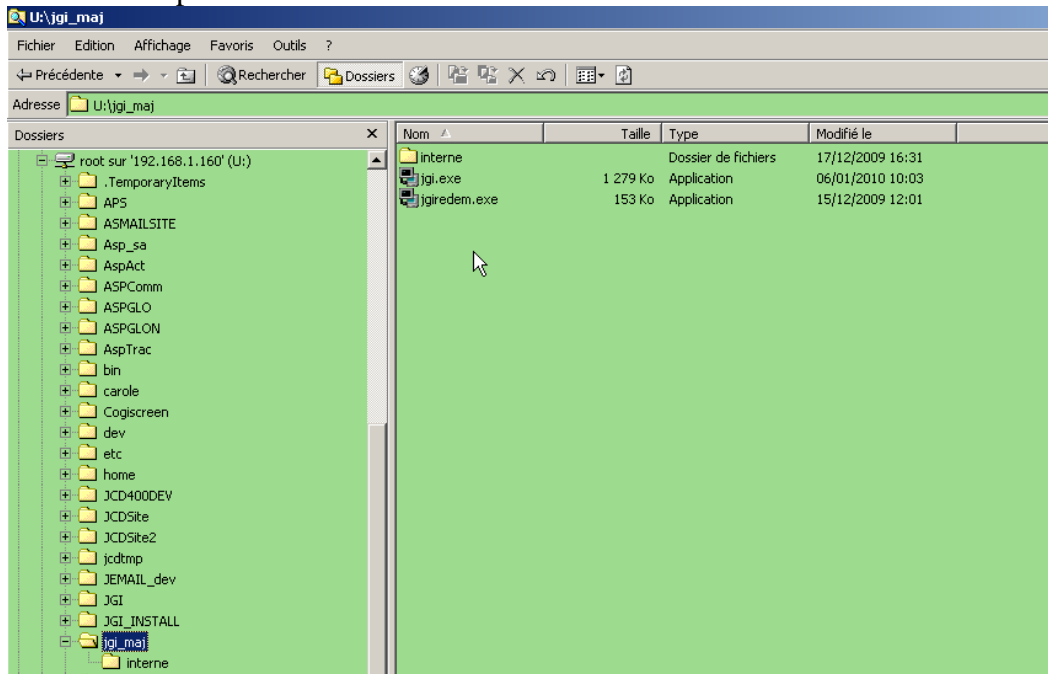 U:\jgi_maj
Fichier Edition Affichage Favoris Outils ?
Précédente Rechercher Dossiers
Adresse U:\jgi_maj
Dossiers
root sur '192.168.1.160' (U:)
.TemporaryItems
APS
ASMAILSITE
Asp_sa
AspAct
ASPComm
ASPGLO
ASPGLON
AspTrac
bin
carole
Cogiscreen
dev
etc
home
JCD400DEV
JCDSite
JCDSite2
jcdtmp
JEMAIL_dev
JGI
JGI_INSTALL
jgi_maj
interne
Nom Taille Type Modifié le
interne Dossier de fichiers 17/12/2009 16:31
jgi.exe 1 279 Ko Application 06/01/2010 10:03
jgiredem.exe 153 Ko Application 15/12/2009 12:01